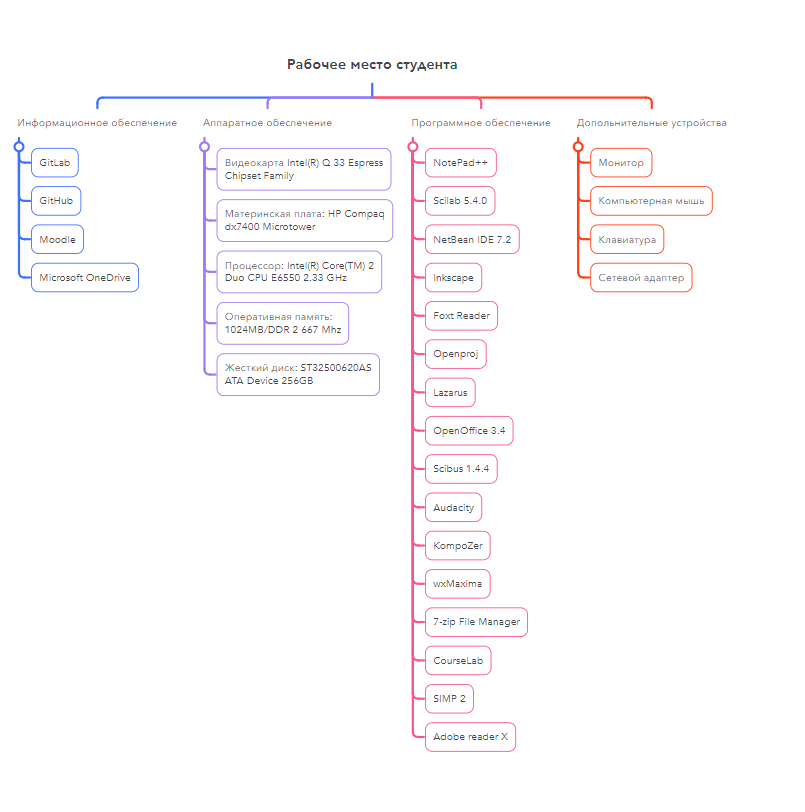 Рабочее место студента
Информационное обеспечение
GitLab
GitHub
Moodle
Microsoft OneDrive
Аппаратное обеспечение
Видеокарта Intel(R) Q 33 Espress
Chipset Family
Материнская плата: HP Compaq
dx7400 Microtower
Процессор: Intel(R) Core(TM) 2
Duo CPU E6550 2.33 GHz
Оперативная память:
1024MB/DDR 2 667 Mhz
Жесткий диск: ST32500620AS
ATA Device 256GB
Программное обеспечение
NotePad++
Scilab 5.4.0
NetBean IDE 7.2
Inkscape
Foxt Reader
Openproj
Lazarus
OpenOffice 3.4
Scibus 1.4.4
Audacity
KompoZer
wxMaxima
7-zip File Manager
CourseLab
SIMP 2
Adobe reader X
Допольнительные устройства
Монитор
Компьютерная мышь
Клавиатура
Сетевой адаптер